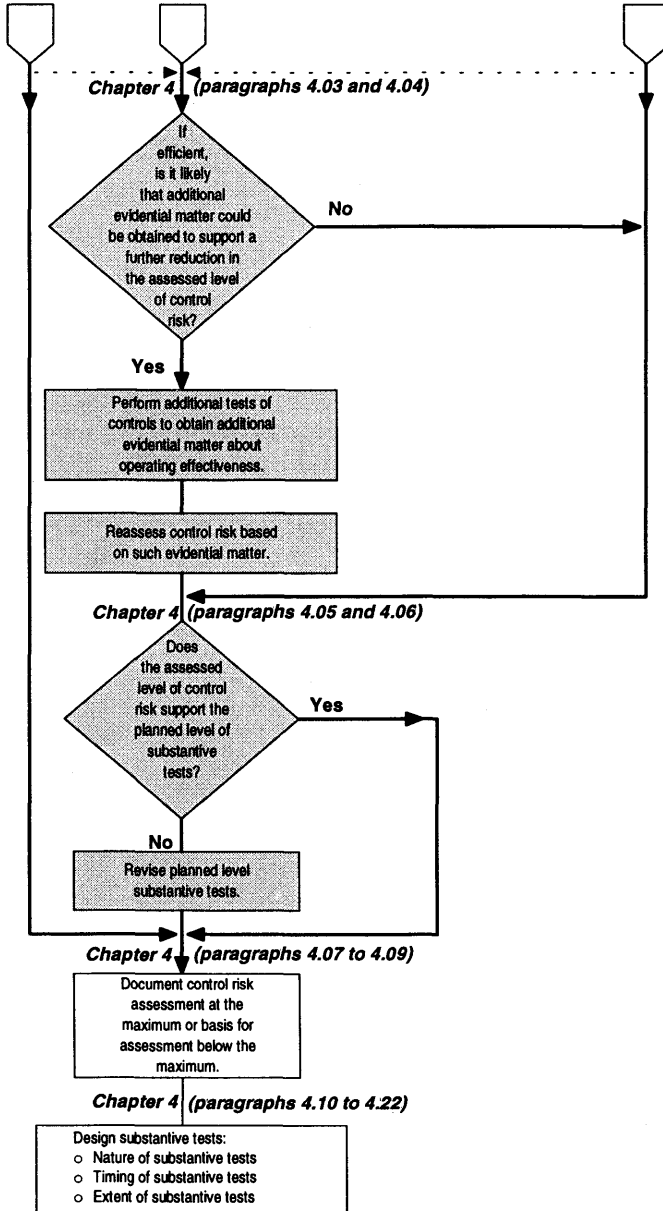 Chapter 4 (paragraphs 4.03 and 4.04)
If
efficient,
is it likely
that additional
evidential matter could
be obtained to support a
further reduction in
the assessed level
of control
risk?
No
Yes
Perform additional tests of
controls to obtain additional
evidential matter about
operating effectiveness.
Reassess control risk based
on such evidential matter.
Chapter 4 (paragraphs 4.05 and 4.06)
Does
the assessed
level of control
risk support the
planned level of
substantive
tests?
Yes
No
Revise planned level
substantive tests.
Chapter 4 (paragraphs 4.07 to 4.09)
Document control risk
assessment at the
maximum or basis for
assessment below the
maximum.
Chapter 4 (paragraphs 4.10 to 4.22)
Design substantive tests:
o Nature of substantive tests
o Timing of substantive tests
o Extent of substantive tests